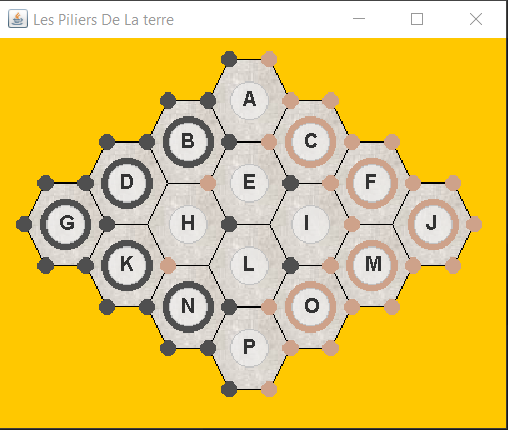 Les Piliers De La terre
A
B C
D E F
G H I J
K L M
N O
P